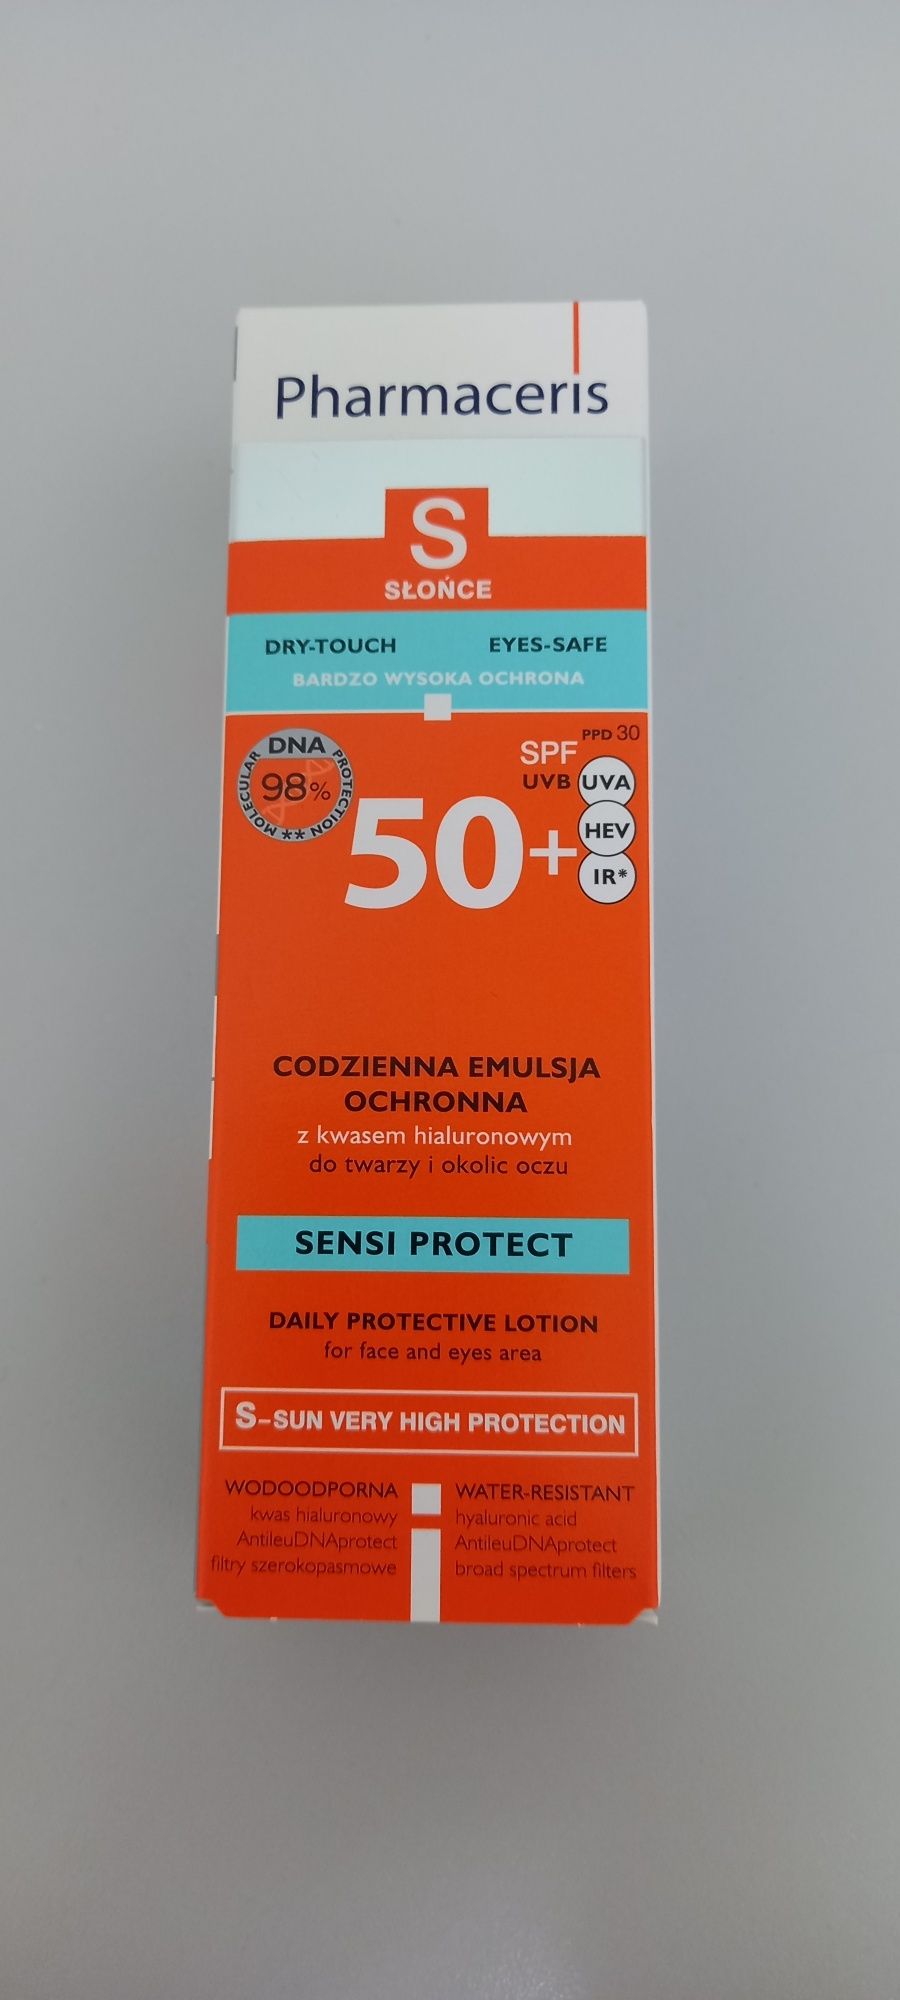 Pharmaceris
S
SŁOŃCE
DRY-TOUCH EYES-SAFE
BARDZO WYSOKA OCHRONA
DNA
98%
MOLECULAR ** PROTECTION
PPD 30
SPF
UVB UVA
50+
HEV
IR*
CODZIENNA EMULSJA
OCHRONNA
z kwasem hialuronowym
do twarzy i okolic oczu
SENSI PROTECT
DAILY PROTECTIVE LOTION
for face and eyes area
S-SUN VERY HIGH PROTECTION
WODOODPORNA
kwas hialuronowy
AntileuDNAprotect
filtry szerokopasmowe
WATER-RESISTANT
hyaluronic acid
AntileuDNAprotect
broad spectrum filters